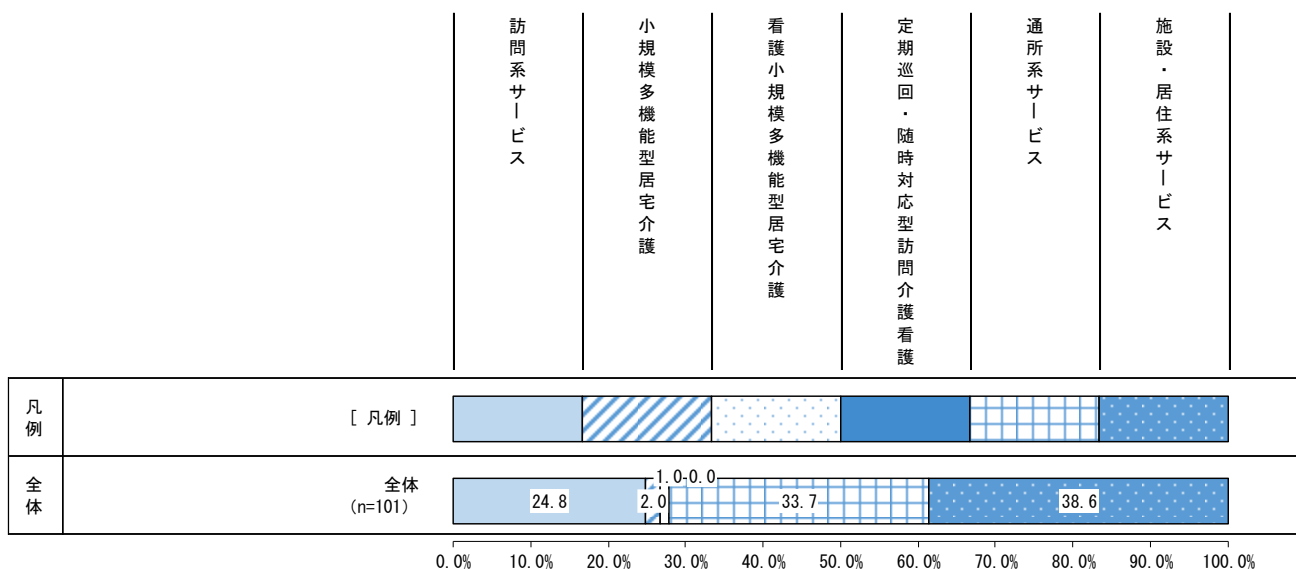 訪問系サービス
小規模多機能型居宅介護
看護小規模多機能型居宅介護
定期巡回・随時対応型訪問介護看護
通所系サービス
施設・居住系サービス
凡例
[ 凡例 ]
全体
全体
(n=101)
24.8
2.0
1.0
0.0
33.7
38.6
0.0%
10.0%
20.0%
30.0%
40.0%
50.0%
60.0%
70.0%
80.0%
90.0%
100.0%